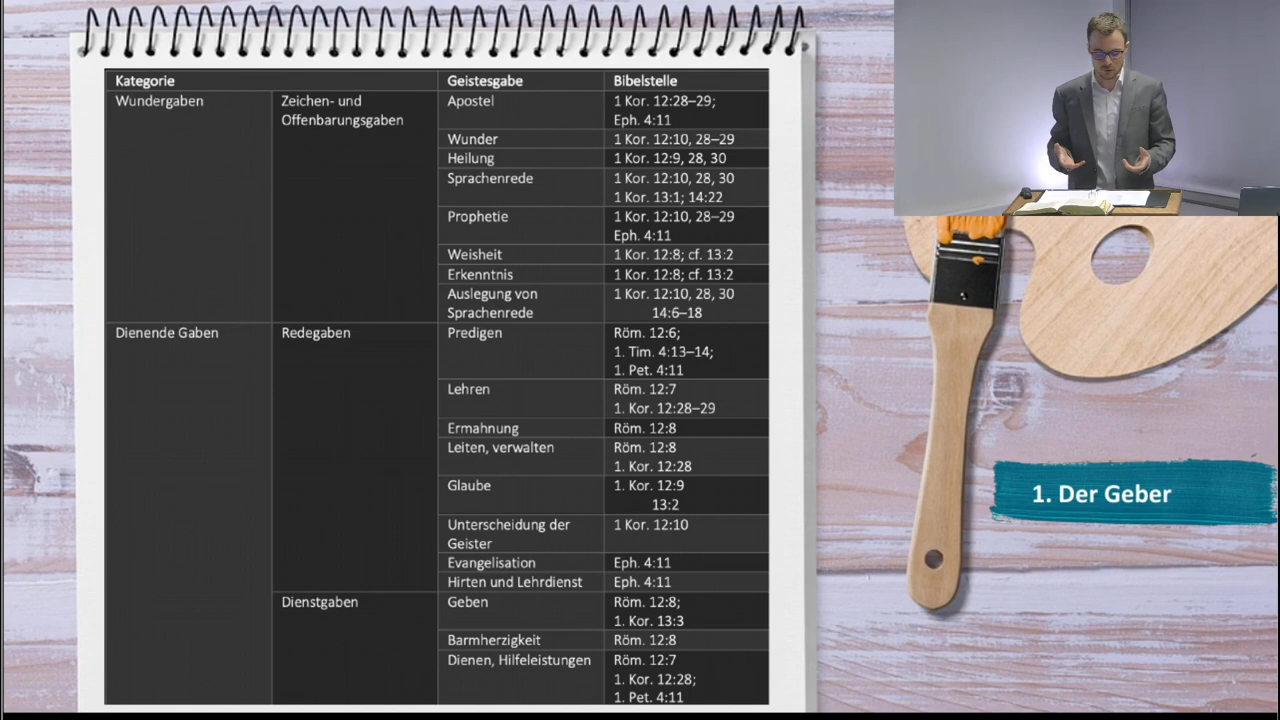 Kategorie Geistesgabe Bibelstelle
Wundergaben Zeichen- und Apostel 1 Kor. 12:28–29;
Offenbarungsgaben Eph. 4:11
Wunder 1 Kor. 12:10, 28–29
Heilung 1 Kor. 12:9, 28, 30
Sprachenrede 1 Kor. 12:10, 28, 30
1 Kor. 13:1; 14:22
Prophetie 1 Kor. 12:10, 28–29
Eph. 4:11
Weisheit 1 Kor. 12:8; cf. 13:2
Erkenntnis 1 Kor. 12:8; cf. 13:2
Auslegung von 1 Kor. 12:10, 28, 30
Sprachenrede 14:6–18
Dienende Gaben Redegaben Predigen Röm. 12:6;
1. Tim. 4:13–14;
1. Pet. 4:11
Lehren Röm. 12:7
1. Kor. 12:28–29
Ermahnung Röm. 12:8
Leiten, verwalten Röm. 12:8
1. Kor. 12:28
Glaube 1. Kor. 12:9
13:2
Unterscheidung der 1 Kor. 12:10
Geister
Evangelisation Eph. 4:11
Hirten und Lehrdienst Eph. 4:11
Dienstgaben Geben Röm. 12:8;
1. Kor. 13:3
Barmherzigkeit Röm. 12:8
Dienen, Hilfeleistungen Röm. 12:7
1. Kor. 12:28;
1. Pet. 4:11
1. Der Geber